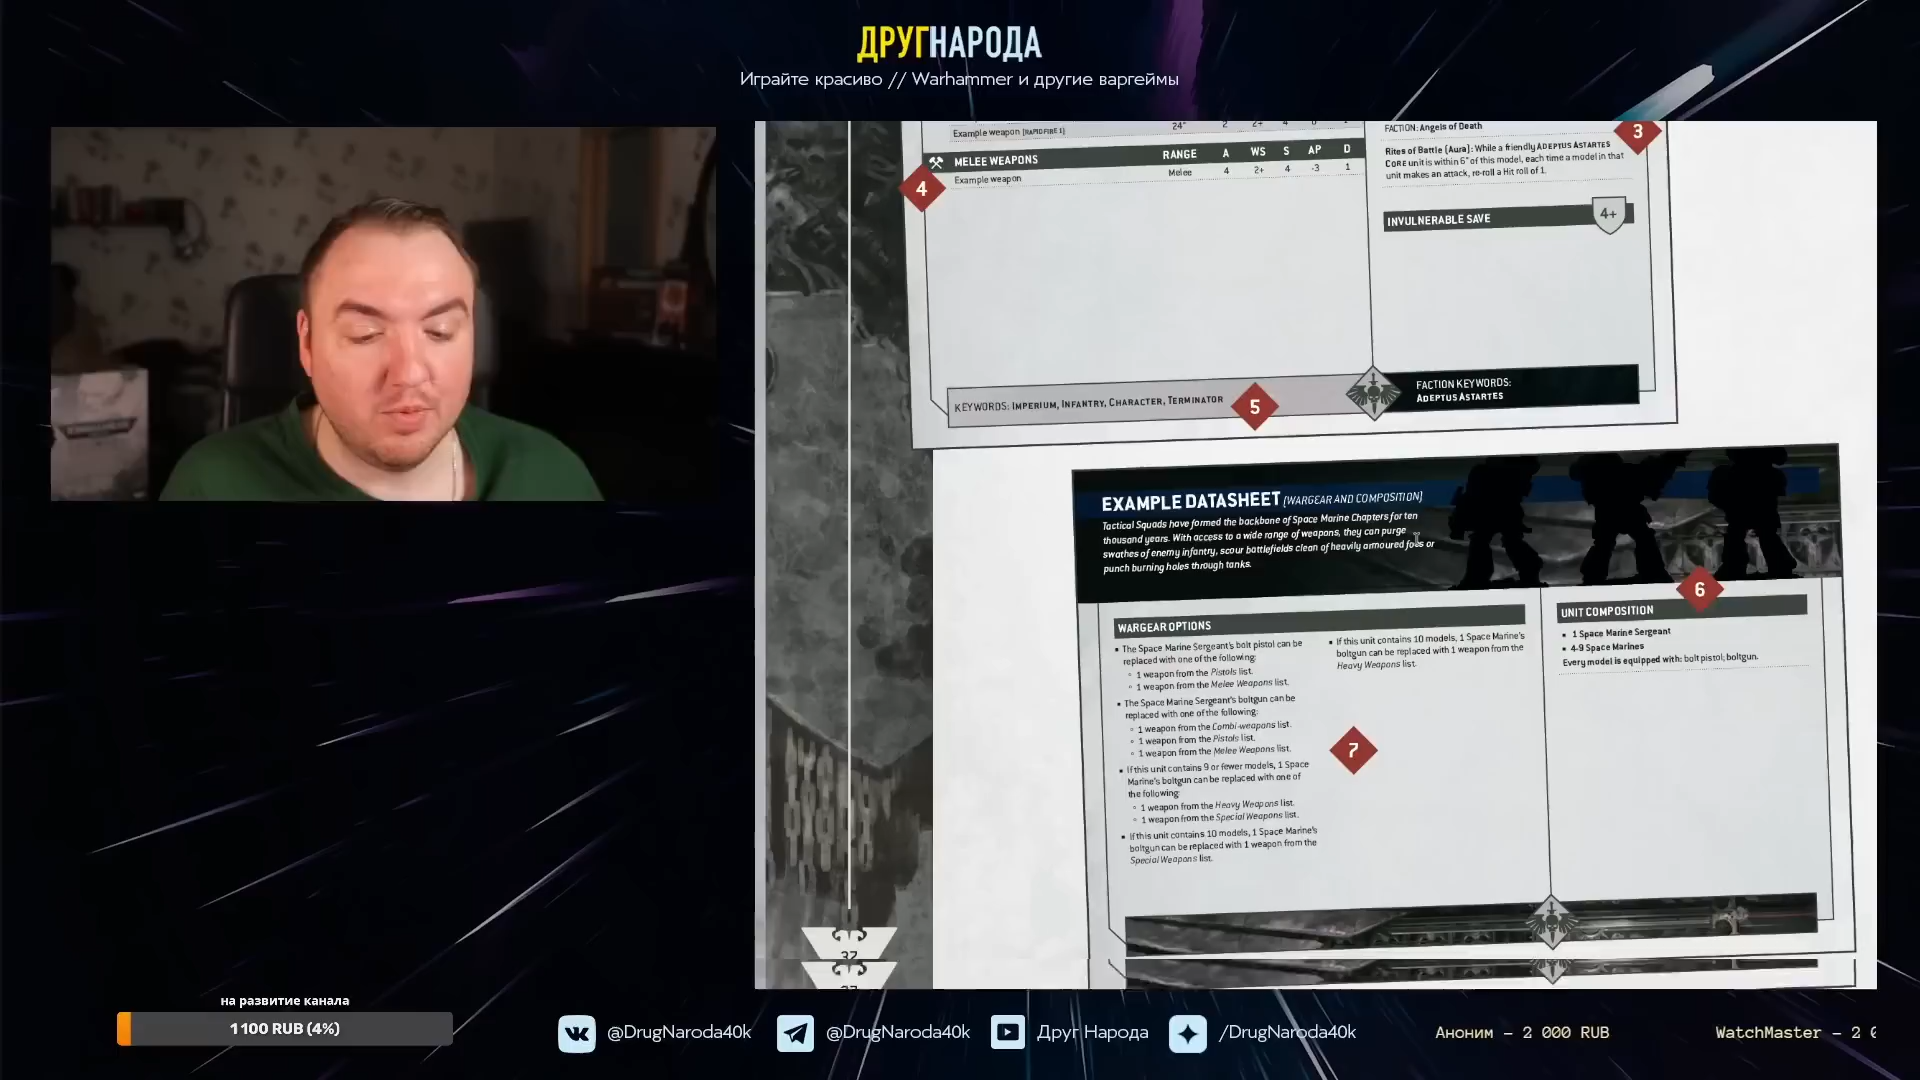 ДРУГНАРОДА
Играйте красиво // Warhammer и другие варгеймы
Example weapon [RAPID FIRE 1] 24" 2 2+ 4 0 1
MELEE WEAPONS RANGE A WS S AP D
Example weapon Melee 4 2+ 4 -3 1
4
FACTION: Angels of Death
3
Rites of Battle (Aura): While a friendly ADEPTUS ASTARTES
CORE unit is within 6" of this model, each time a model in that
unit makes an attack, re-roll a Hit roll of 1.
INVULNERABLE SAVE 4+
KEYWORDS: IMPERIUM, INFANTRY, CHARACTER, TERMINATOR
5
FACTION KEYWORDS:
ADEPTUS ASTARTES
EXAMPLE DATASHEET (WARGEAR AND COMPOSITION)
Tactical Squads have formed the backbone of Space Marine Chapters for ten
thousand years. With access to a wide range of weapons, they can purge
swathes of enemy infantry, scour battlefields clean of heavily armoured foes or
punch burning holes through tanks.
WARGEAR OPTIONS
▪ The Space Marine Sergeant's bolt pistol can be
replaced with one of the following:
◦ 1 weapon from the Pistols list.
◦ 1 weapon from the Melee Weapons list.
▪ The Space Marine Sergeant's boltgun can be
replaced with one of the following:
◦ 1 weapon from the Combi-weapons list.
◦ 1 weapon from the Pistols list.
◦ 1 weapon from the Melee Weapons list.
▪ If this unit contains 9 or fewer models, 1 Space
Marine's boltgun can be replaced with one of
the following:
◦ 1 weapon from the Heavy Weapons list.
◦ 1 weapon from the Special Weapons list.
▪ If this unit contains 10 models, 1 Space Marine's
boltgun can be replaced with 1 weapon from the
Special Weapons list.
▪ If this unit contains 10 models, 1 Space Marine's
boltgun can be replaced with 1 weapon from the
Heavy Weapons list.
7
6
UNIT COMPOSITION
▪ 1 Space Marine Sergeant
▪ 4-9 Space Marines
Every model is equipped with: bolt pistol; boltgun.
37
на развитие канала
1 100 RUB (4%)
@DrugNaroda40k
@DrugNaroda40k
Друг Народа
/DrugNaroda40k
Аноним – 2 000 RUB
WatchMaster – 2 0